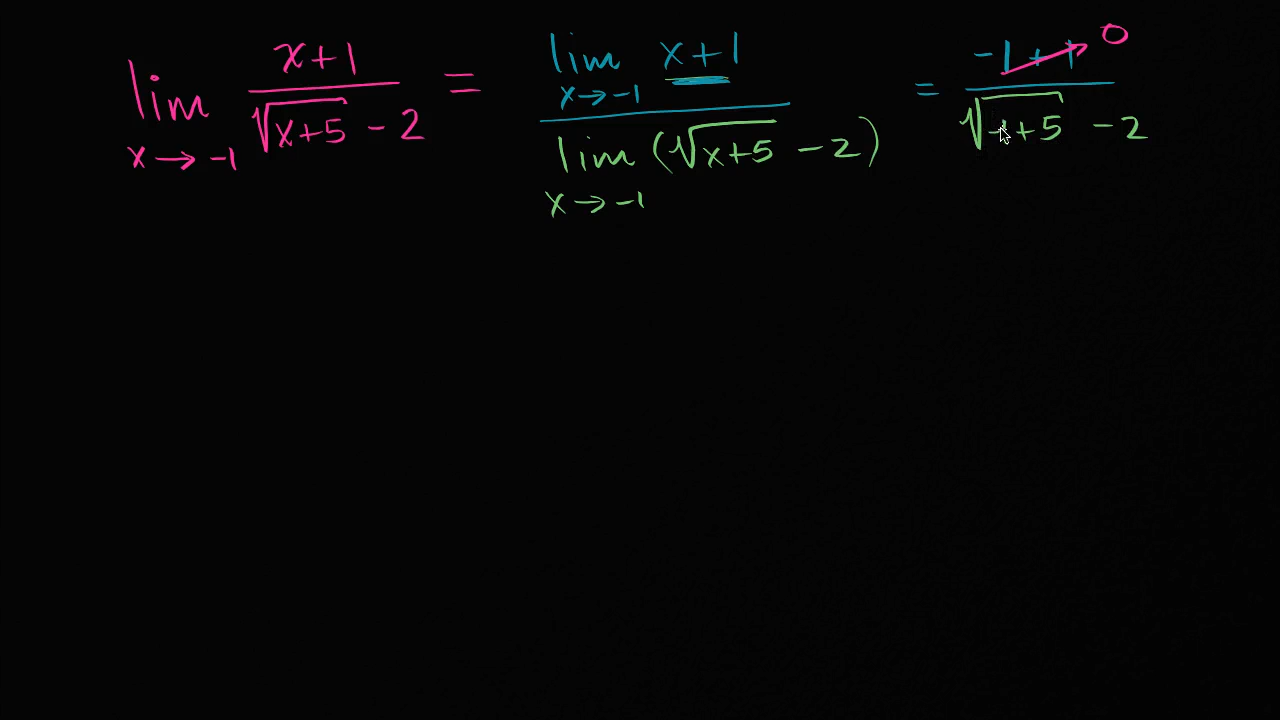 lim x→-1 x+1 / √x+5 - 2 = lim x→-1 x+1 / lim x→-1 (√x+5 - 2) = -1+1 0 / √-1+5 - 2